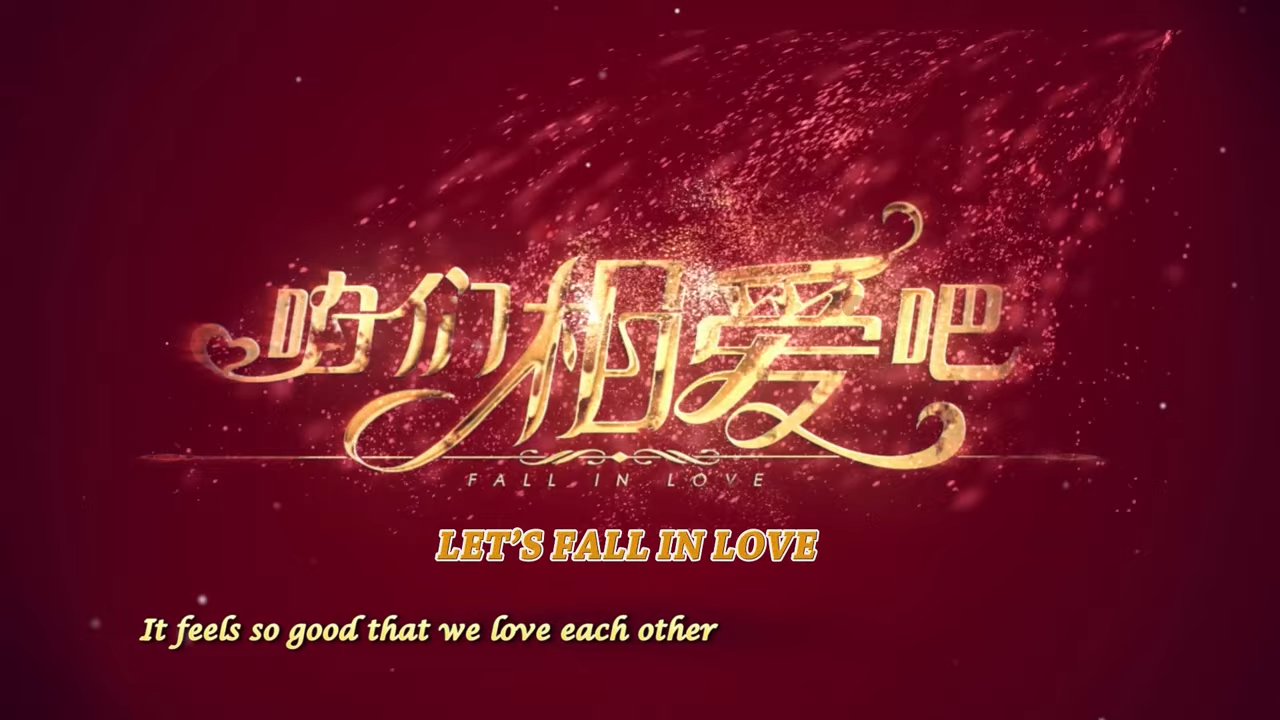 咱们相爱吧
FALL IN LOVE
LET'S FALL IN LOVE
It feels so good that we love each other